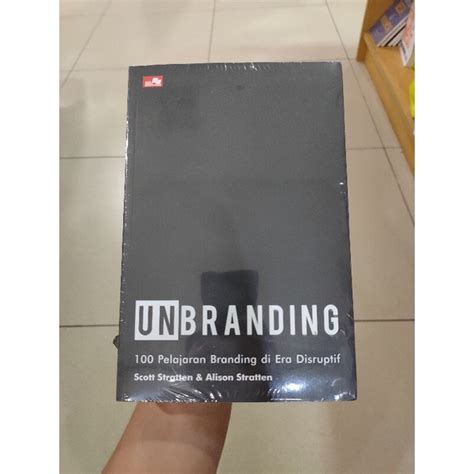 UNBRANDING
100 Pelajaran Branding di Era Disruptif
Scott Stratten & Alison Stratten